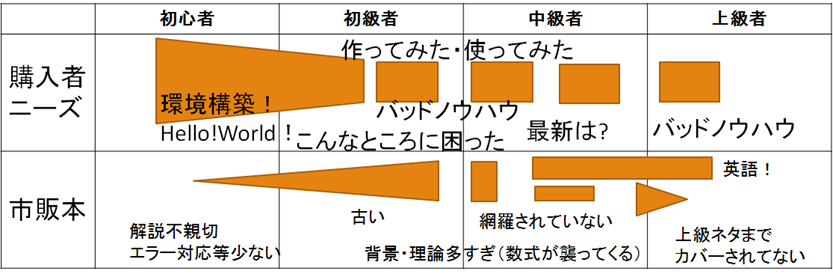 初心者
初級者
中級者
上級者
購入者
ニーズ
作ってみた・使ってみた
環境構築！
Hello!World！
バッドノウハウ
こんなところに困った
最新は?
バッドノウハウ
市販本
英語！
解説不親切
エラー対応等少ない
古い
網羅されていない
背景・理論多すぎ(数式が襲ってくる)
上級ネタまで
カバーされてない